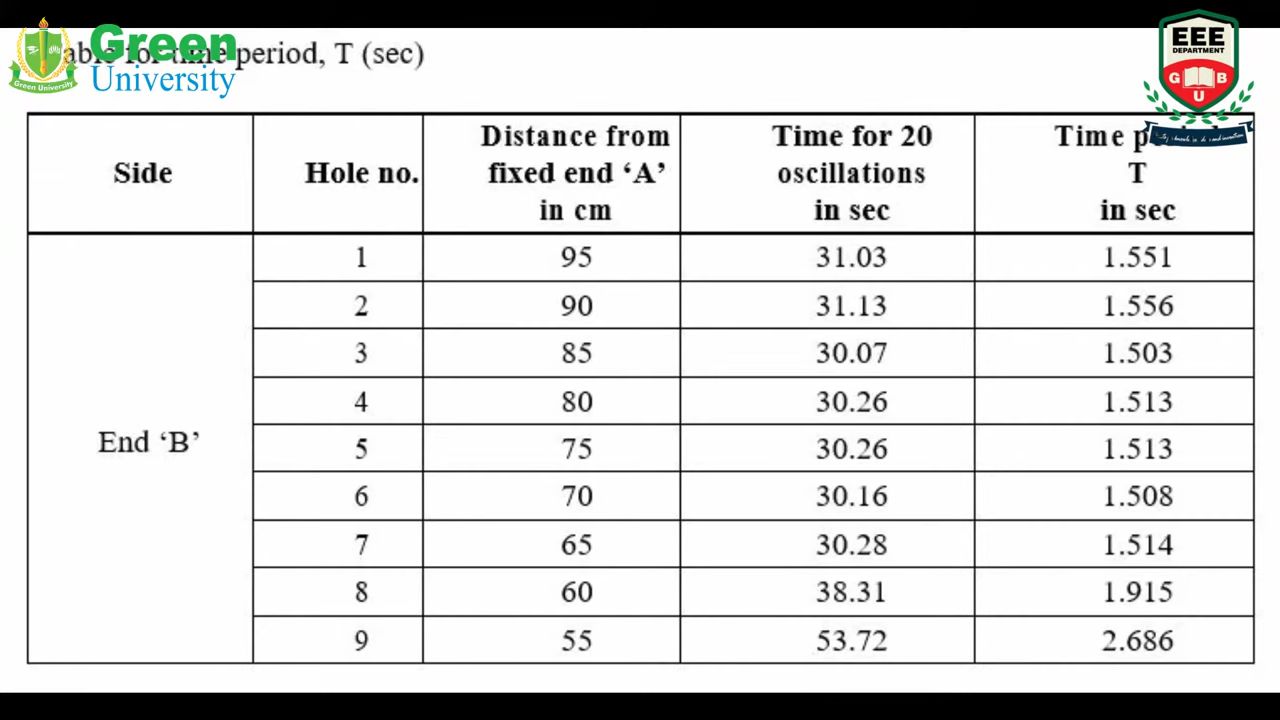 Green
University
Green University
for time period, T (sec)
EEE
DEPARTMENT
G U B
Side Hole no. Distance from fixed end ‘A’ in cm Time for 20 oscillations in sec Time T in sec
End ‘B’
1 95 31.03 1.551
2 90 31.13 1.556
3 85 30.07 1.503
4 80 30.26 1.513
5 75 30.26 1.513
6 70 30.16 1.508
7 65 30.28 1.514
8 60 38.31 1.915
9 55 53.72 2.686